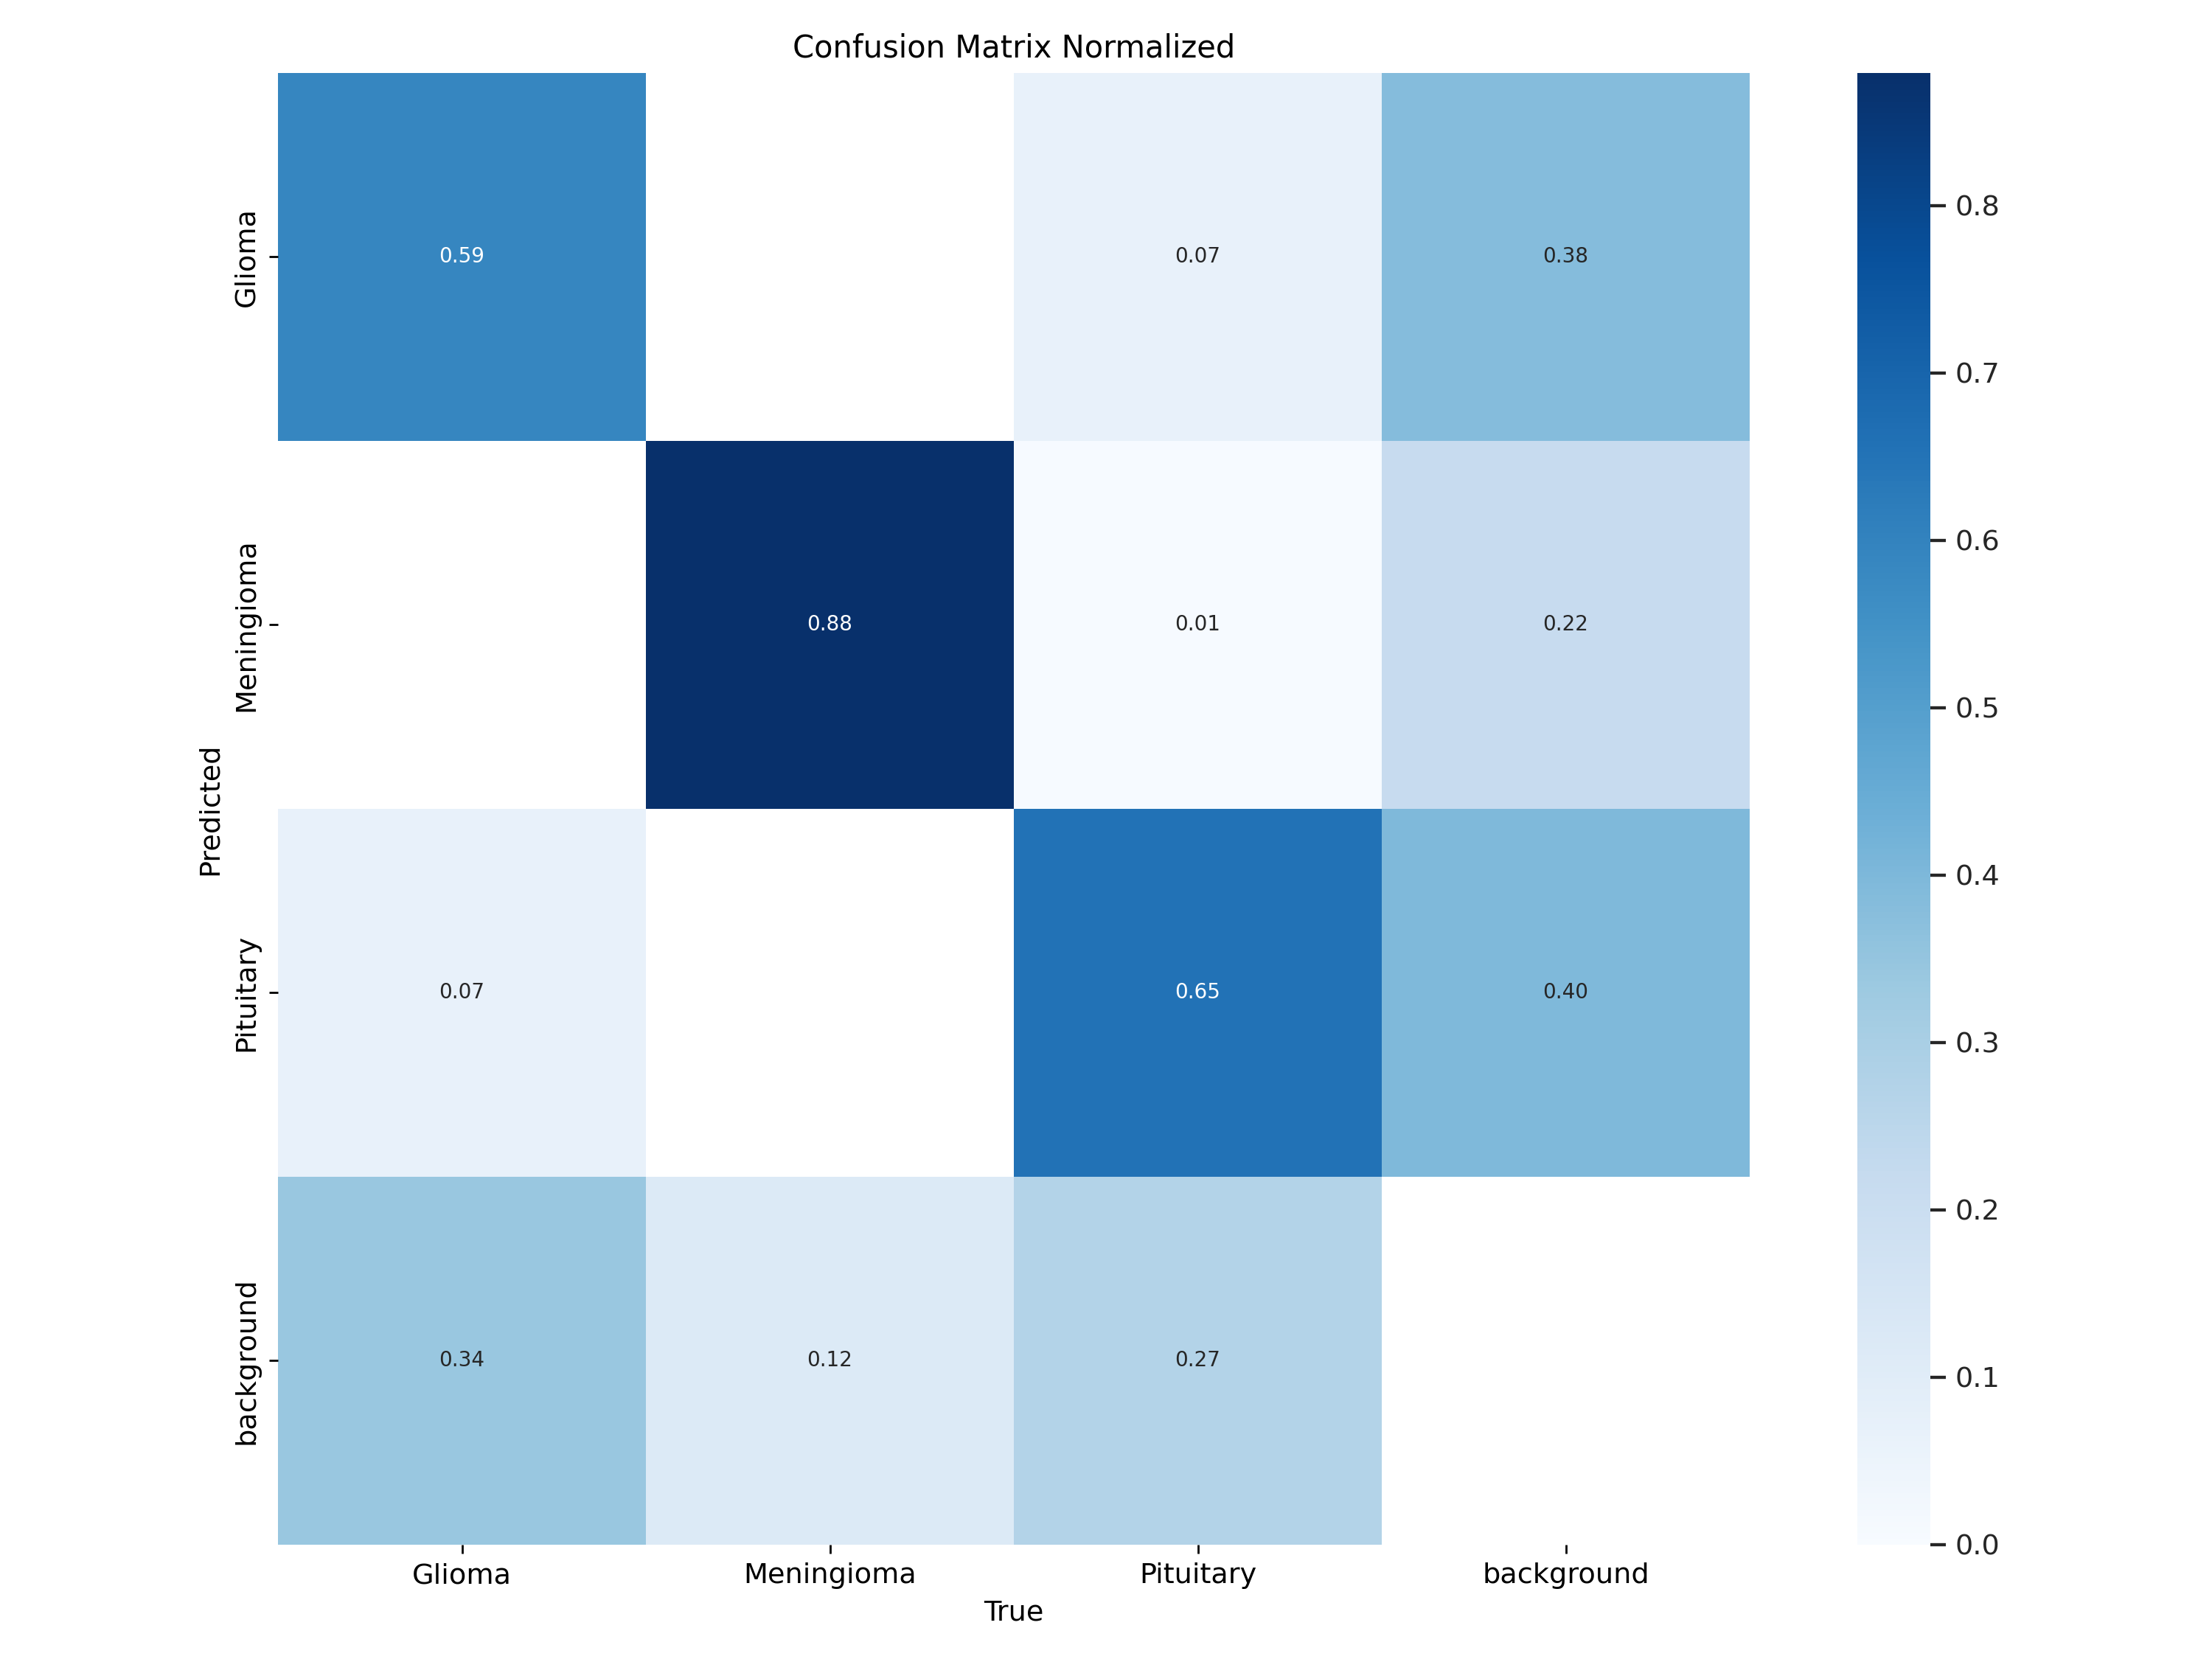 Confusion Matrix Normalized
Glioma
0.59
0.07
0.38
Meningioma
0.88
0.01
0.22
Pituitary
0.07
0.65
0.40
background
0.34
0.12
0.27
Predicted
Glioma
Meningioma
Pituitary
background
True
0.8
0.7
0.6
0.5
0.4
0.3
0.2
0.1
0.0